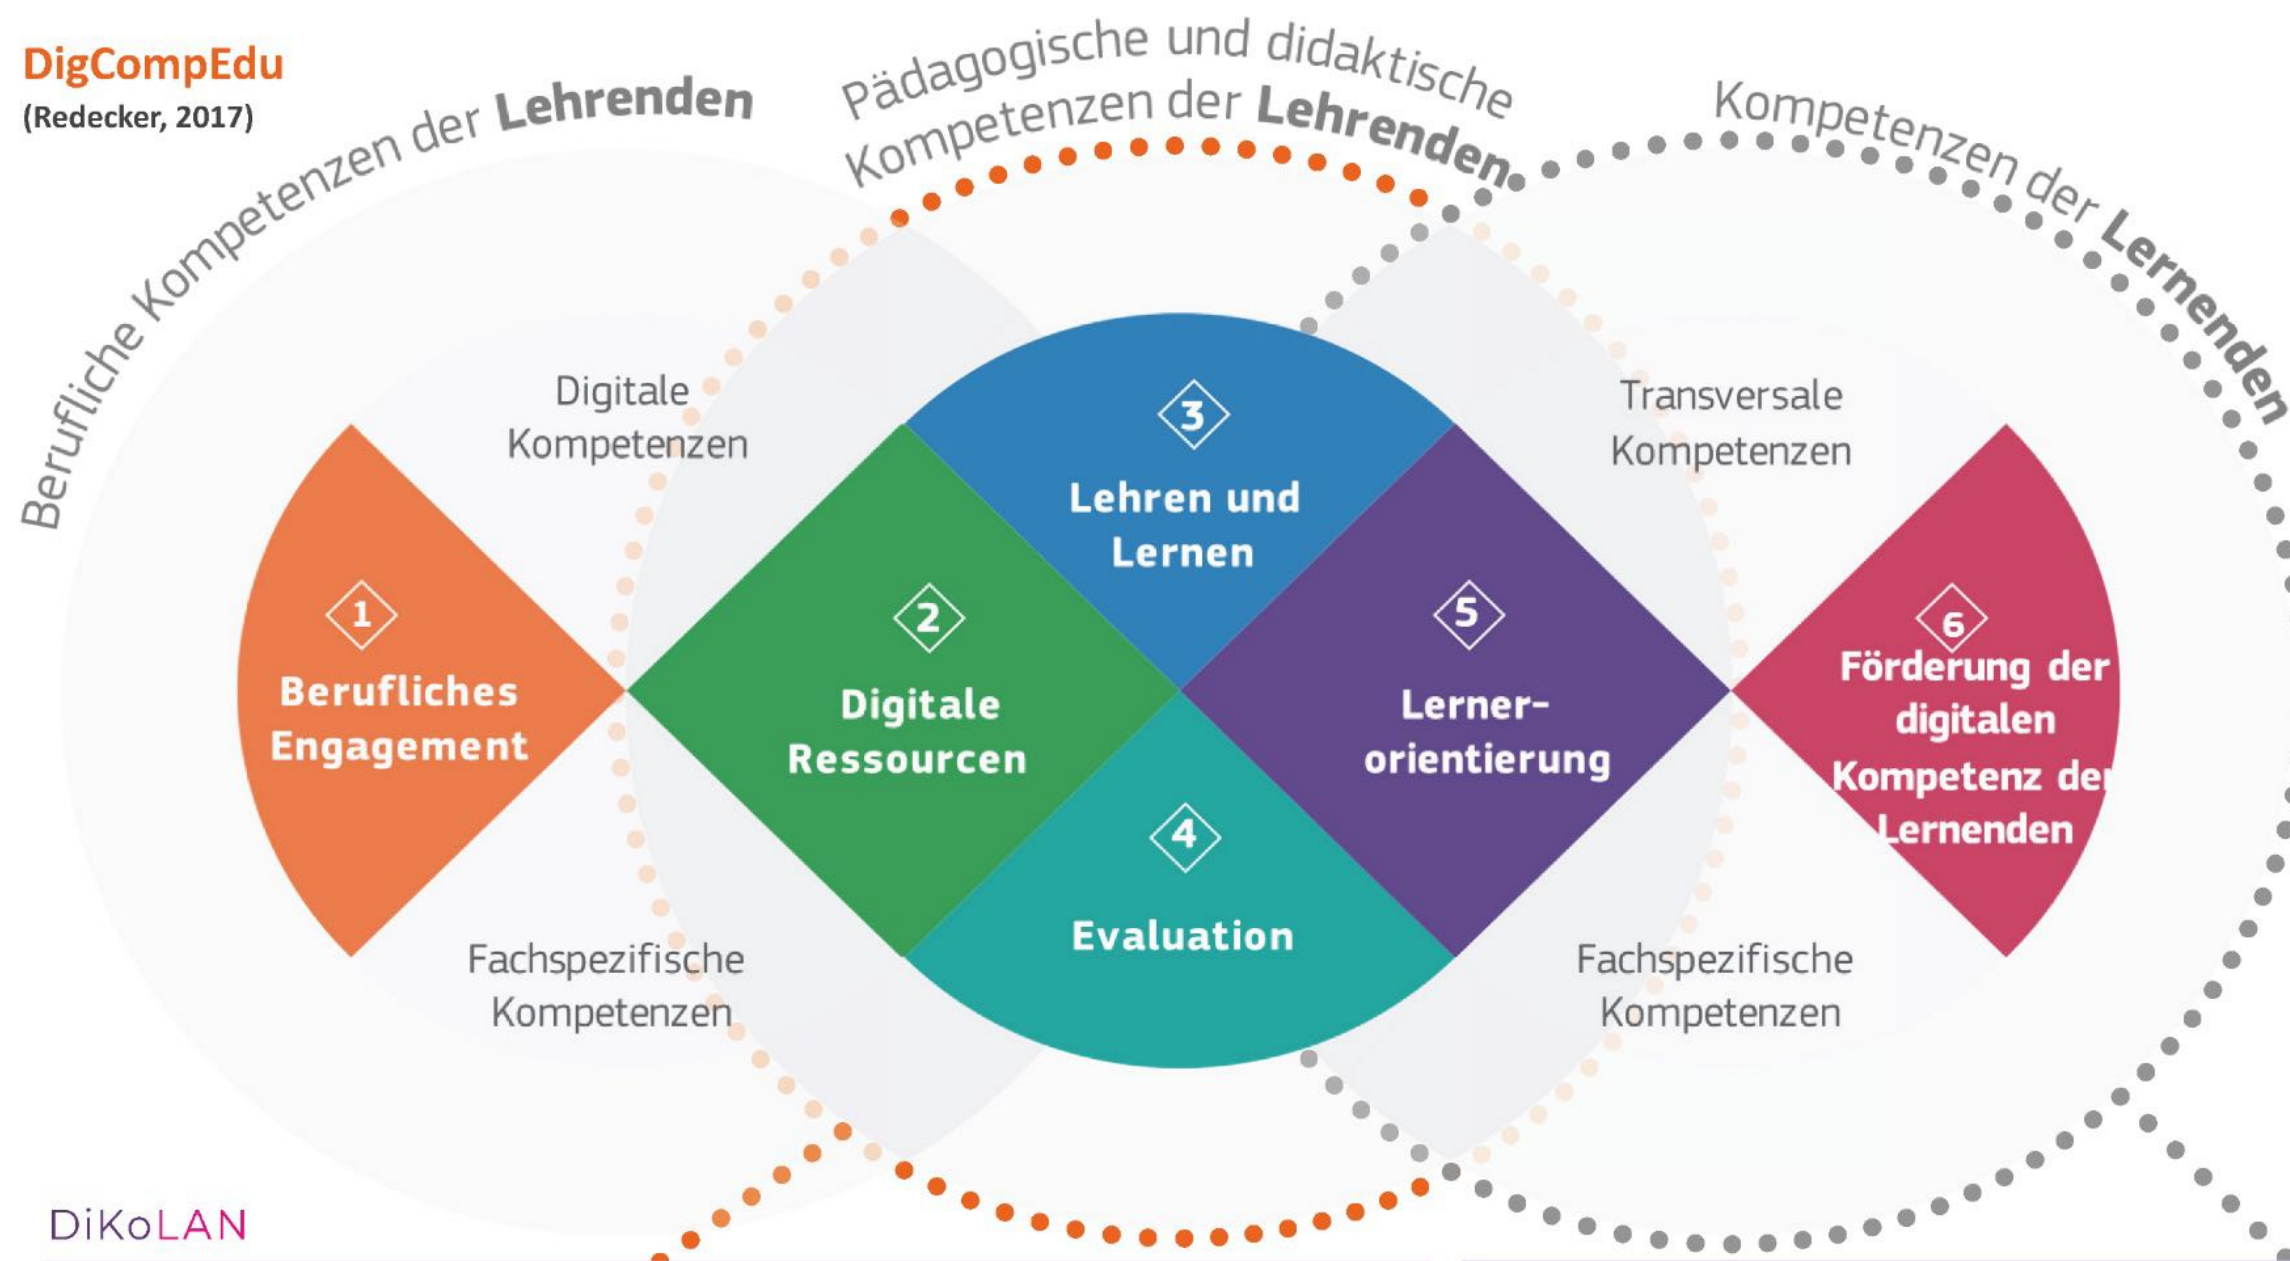 DigCompEdu
(Redecker, 2017)
Berufliche Kompetenzen der Lehrenden
Pädagogische und didaktische
Kompetenzen der Lehrenden
Kompetenzen der Lernenden
Digitale
Kompetenzen
Transversale
Kompetenzen
1
Berufliches
Engagement
2
Digitale
Ressourcen
3
Lehren und
Lernen
4
Evaluation
5
Lerner-
orientierung
6
Förderung der
digitalen
Kompetenz der
Lernenden
Fachspezifische
Kompetenzen
Fachspezifische
Kompetenzen
DiKoLAN